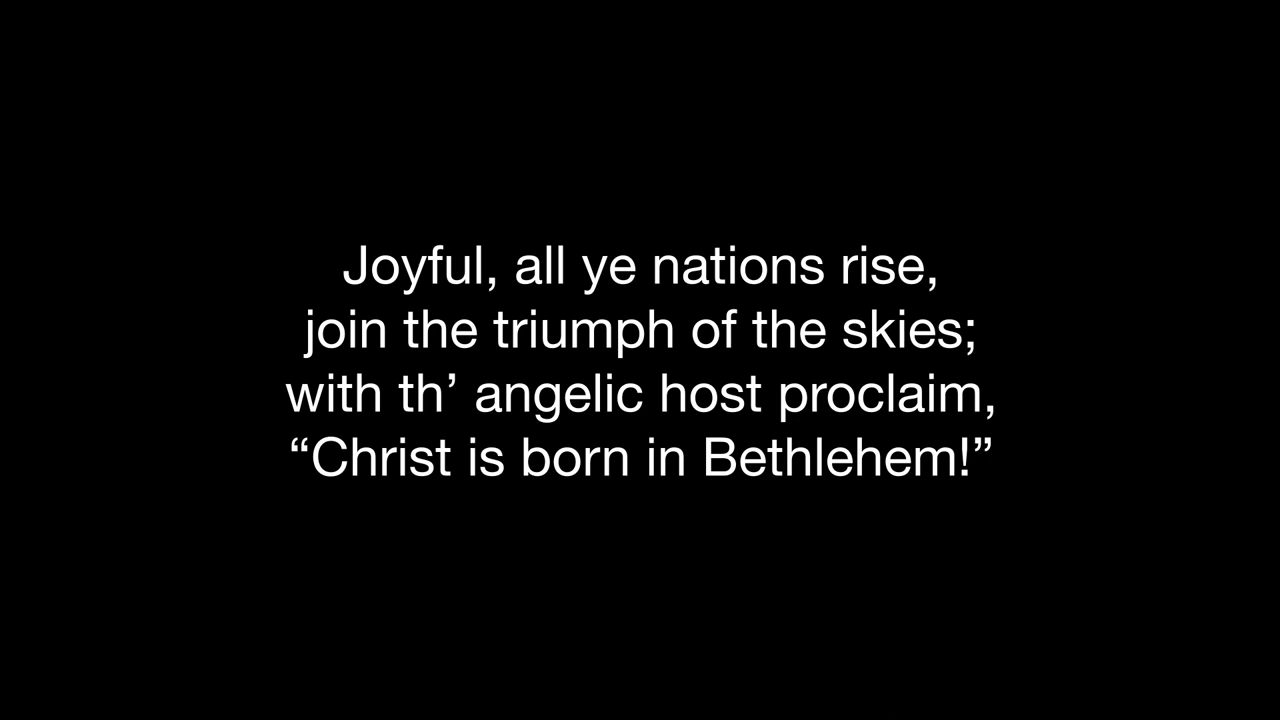 Joyful, all ye nations rise,
join the triumph of the skies;
with th’ angelic host proclaim,
“Christ is born in Bethlehem!”